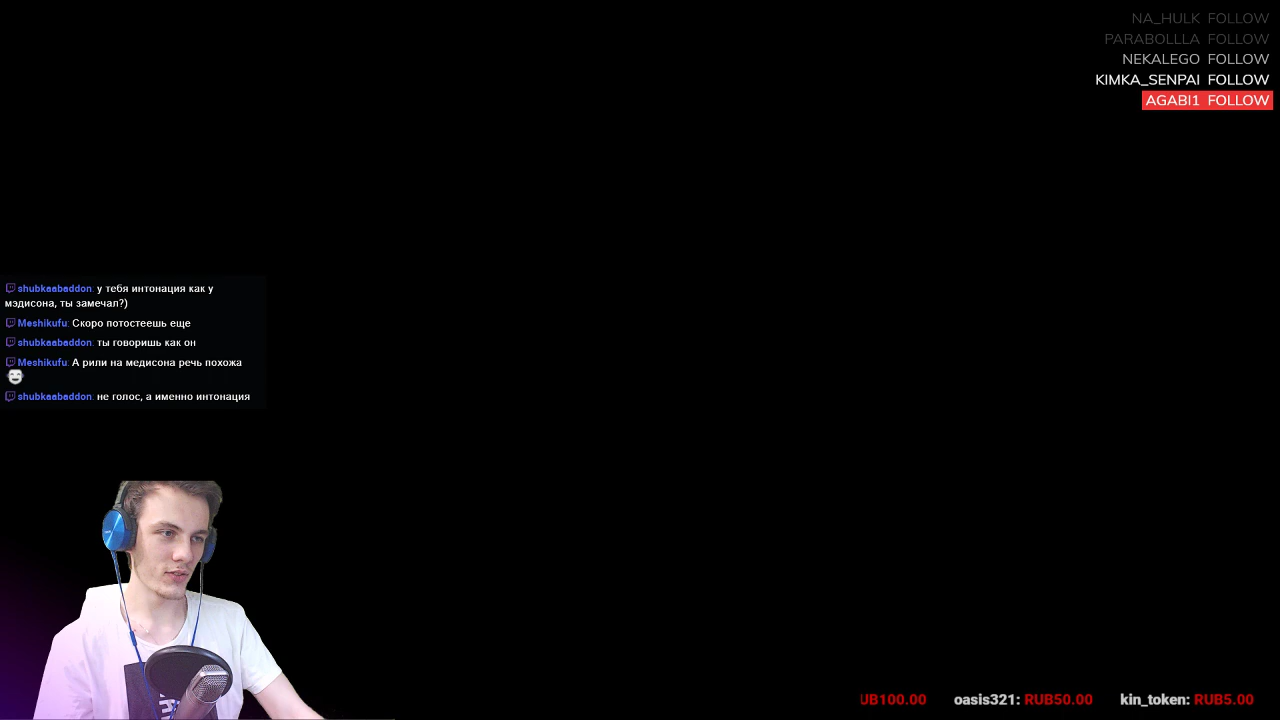 NA_HULK FOLLOW
PARABOLLLA FOLLOW
NEKALEGO FOLLOW
KIMKA_SENPAI FOLLOW
AGABI1 FOLLOW
shubkaabaddon: у тебя интонация как у
мэдисона, ты замечал?)
Meshikufu: Скоро потостеешь еще
shubkaabaddon: ты говоришь как он
Meshikufu: А рили на медисона речь похожа
shubkaabaddon: не голос, а именно интонация
UB100.00 oasis321: RUB50.00 kin_token: RUB5.00